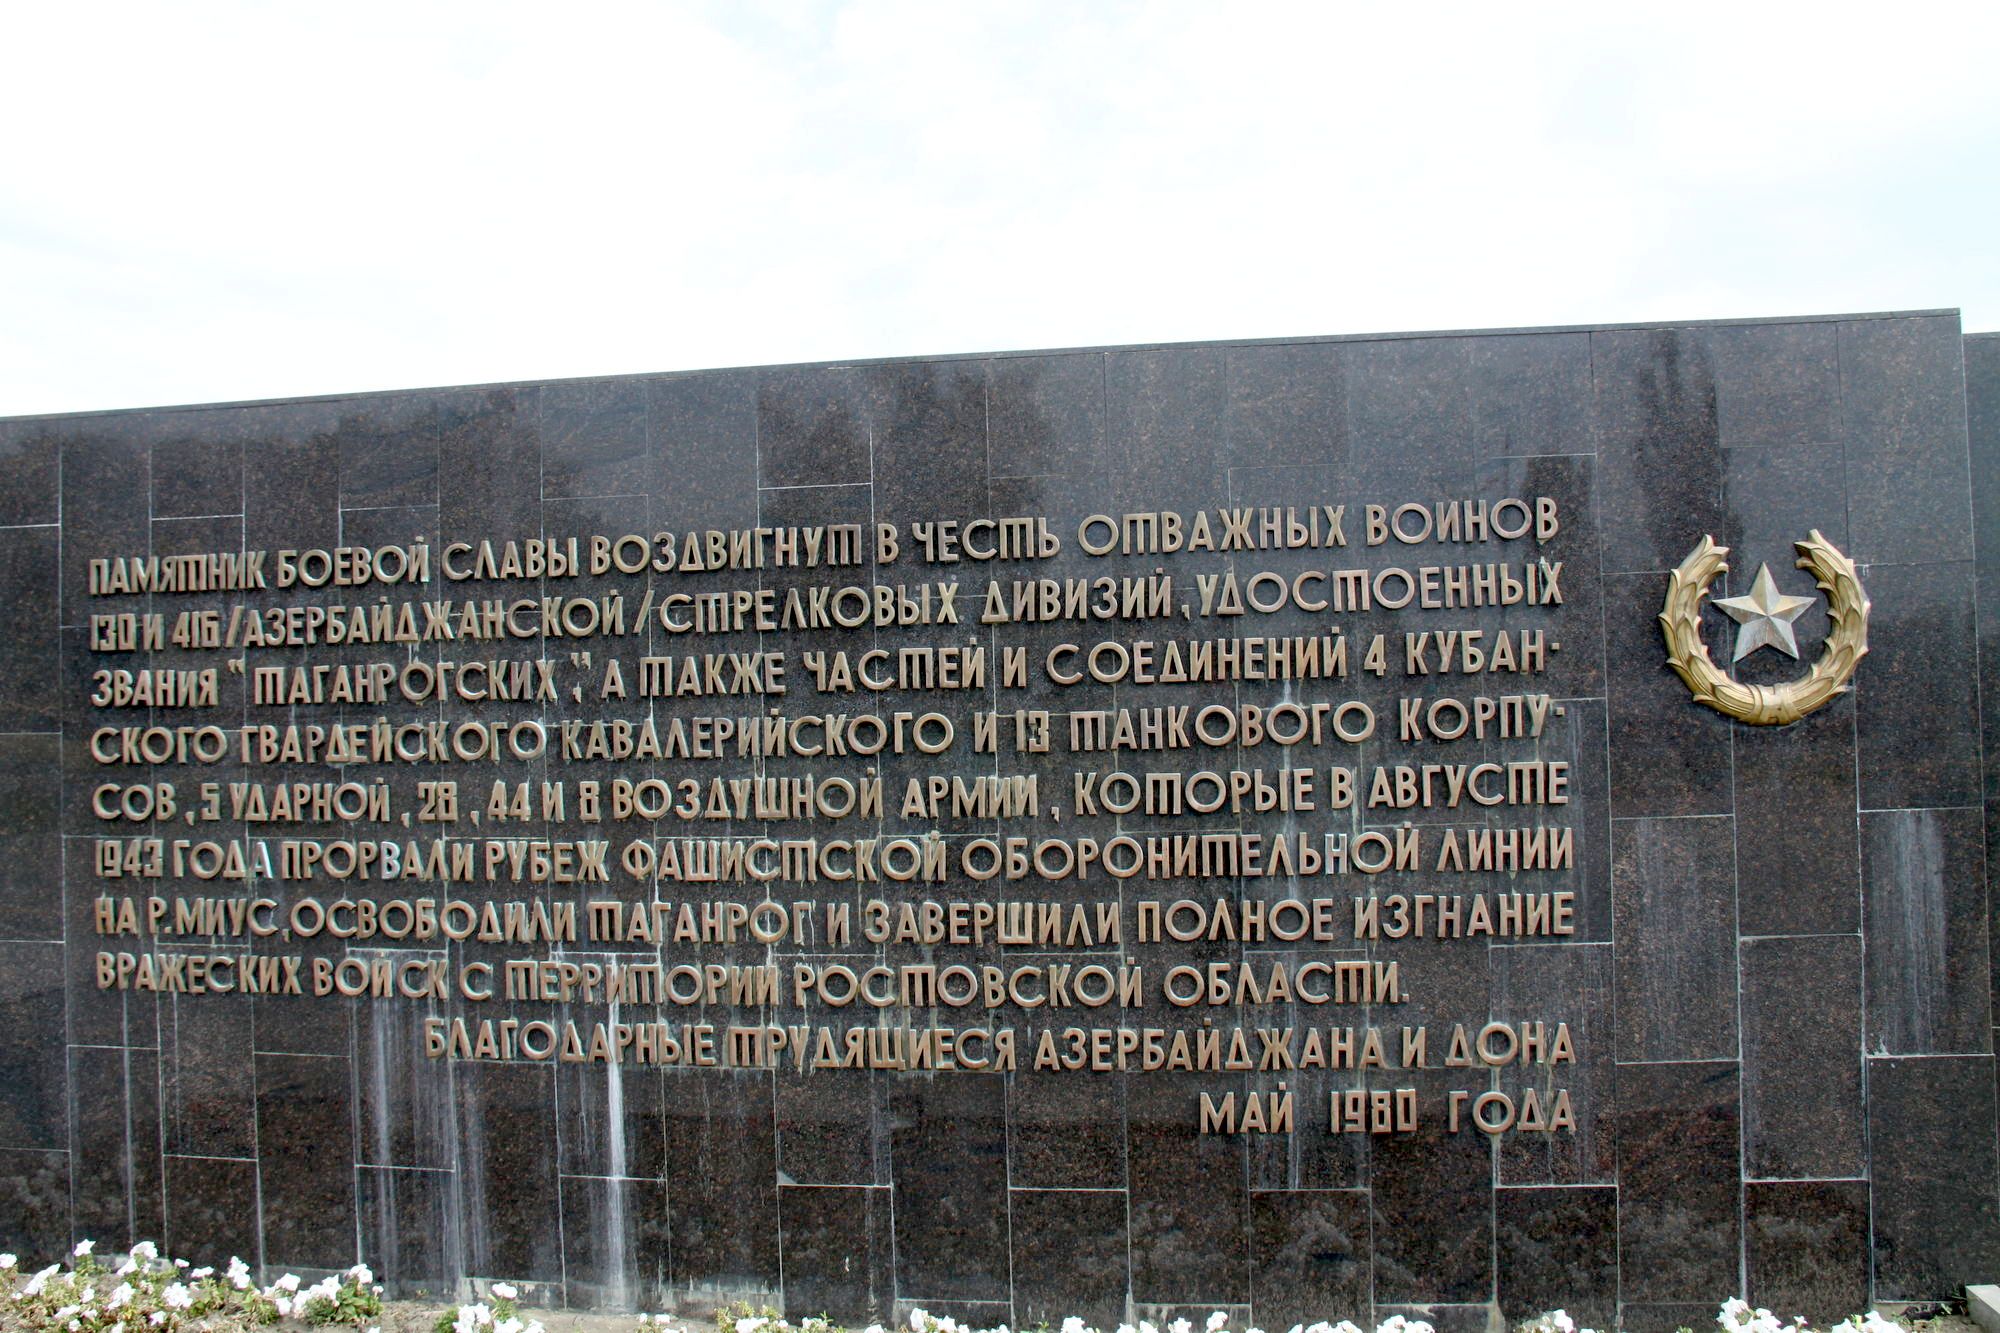 ПАМЯТНИК БОЕВОЙ СЛАВЫ ВОЗДВИГНУТ В ЧЕСТЬ ОТВАЖНЫХ ВОИНОВ
130 И 416/АЗЕРБАЙДЖАНСКОЙ/СТРЕЛКОВЫХ ДИВИЗИЙ, УДОСТОЕННЫХ
ЗВАНИЯ "ТАГАНРОГСКИХ", А ТАКЖЕ ЧАСТЕЙ И СОЕДИНЕНИЙ 4 КУБАН-
СКОГО ГВАРДЕЙСКОГО КАВАЛЕРИЙСКОГО И 13 ТАНКОВОГО КОРПУ-
СОВ, 5 УДАРНОЙ, 28, 44 И 8 ВОЗДУШНОЙ АРМИИ, КОТОРЫЕ В АВГУСТЕ
1943 ГОДА ПРОРВАЛИ РУБЕЖ ФАШИСТСКОЙ ОБОРОНИТЕЛЬНОЙ ЛИНИИ
НА Р.МИУС, ОСВОБОДИЛИ ТАГАНРОГ И ЗАВЕРШИЛИ ПОЛНОЕ ИЗГНАНИЕ
ВРАЖЕСКИХ ВОЙСК С ТЕРРИТОРИИ РОСТОВСКОЙ ОБЛАСТИ.
БЛАГОДАРНЫЕ ТРУДЯЩИЕСЯ АЗЕРБАЙДЖАНА И ДОНА
МАЙ 1980 ГОДА